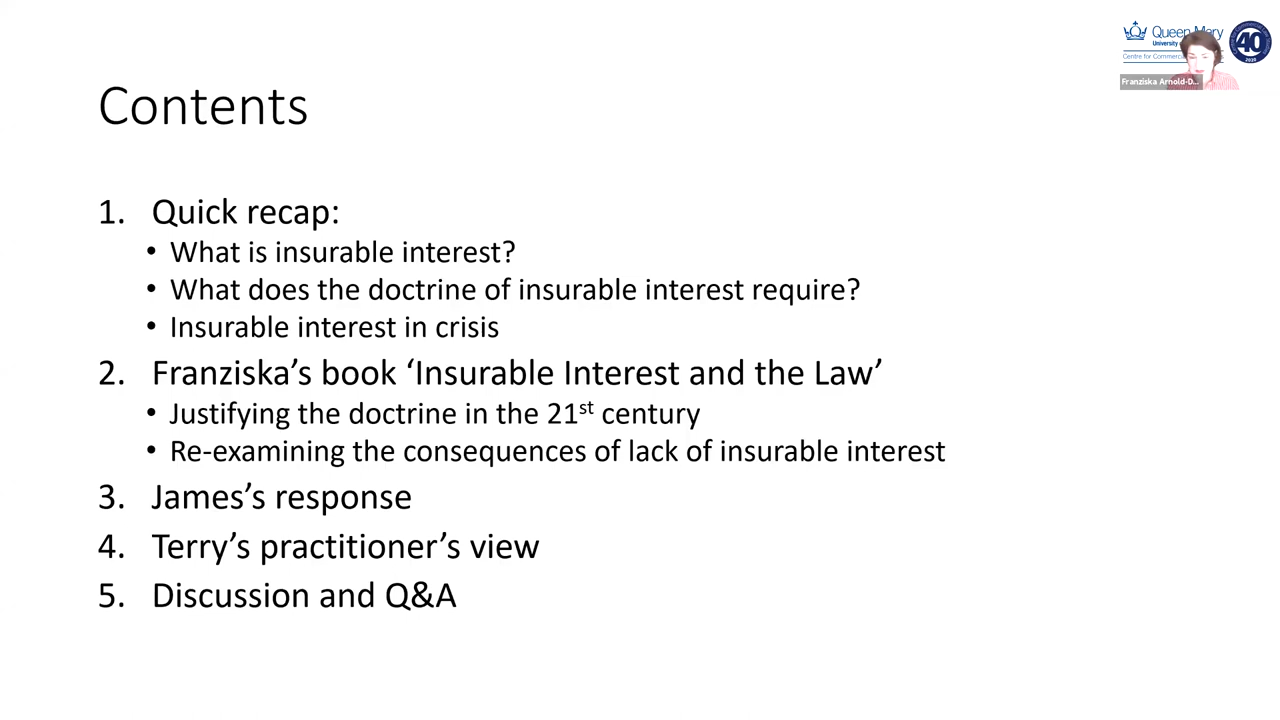 Queen Mary
University of
Centre for Commerc
40
2020
Franziska Arnold-D...
Contents
1. Quick recap:
• What is insurable interest?
• What does the doctrine of insurable interest require?
• Insurable interest in crisis
2. Franziska’s book ‘Insurable Interest and the Law’
• Justifying the doctrine in the 21st century
• Re-examining the consequences of lack of insurable interest
3. James’s response
4. Terry’s practitioner’s view
5. Discussion and Q&A